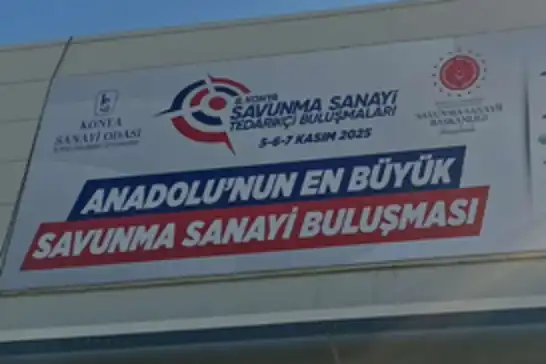 KONYA
SANAYİ ODASI
KONYA
SAVUNMA SANAYİ
TEDARİKÇİ BULUŞMALARI
5-6-7 KASIM 2025
SAVUNMA SANAYİİ
BAŞKANLIĞI
ANADOLU'NUN EN BÜYÜK
SAVUNMA SANAYİ BULUŞMASI